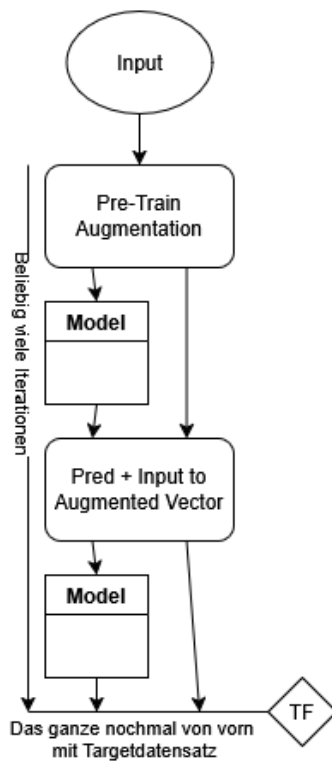 Input
Pre-Train
Augmentation
Beliebig viele Iterationen
Model
Pred + Input to
Augmented Vector
Model
TF
Das ganze nochmal von vorn
mit Targetdatensatz